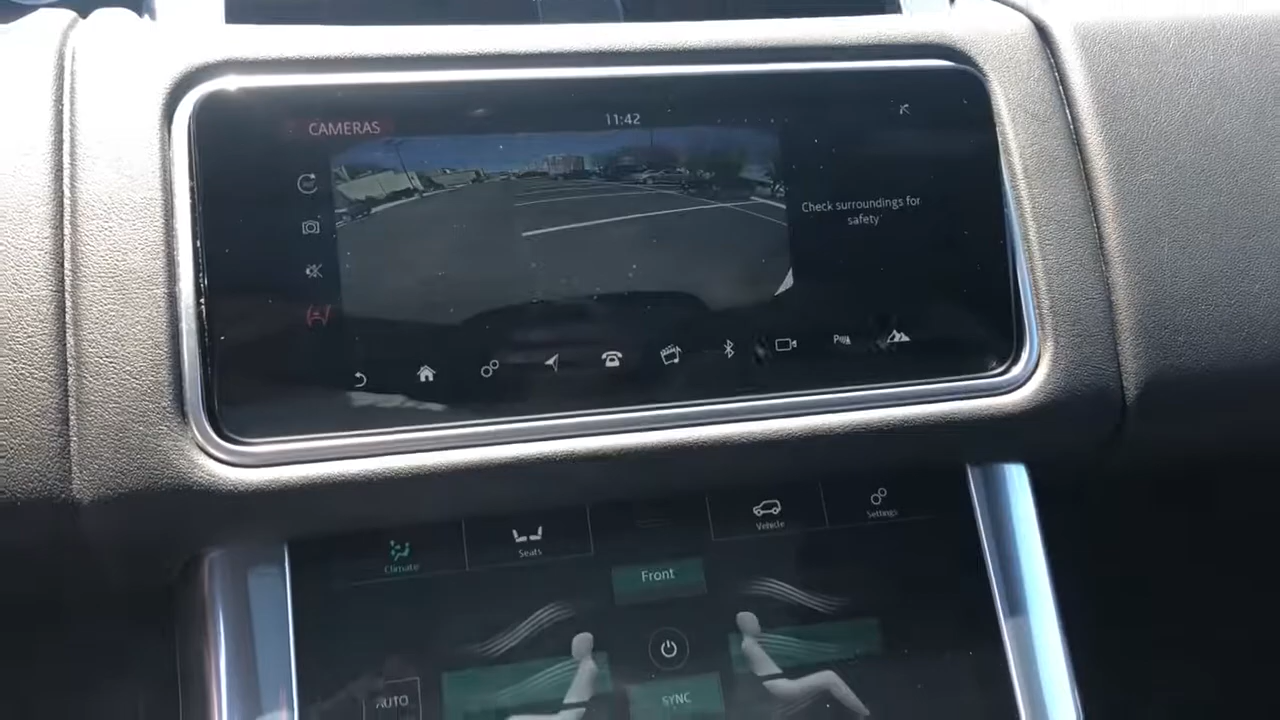 CAMERAS
11:42
Check surroundings for
safety
Climate
Seats
Vehicle
Settings
Front
AUTO
SYNC